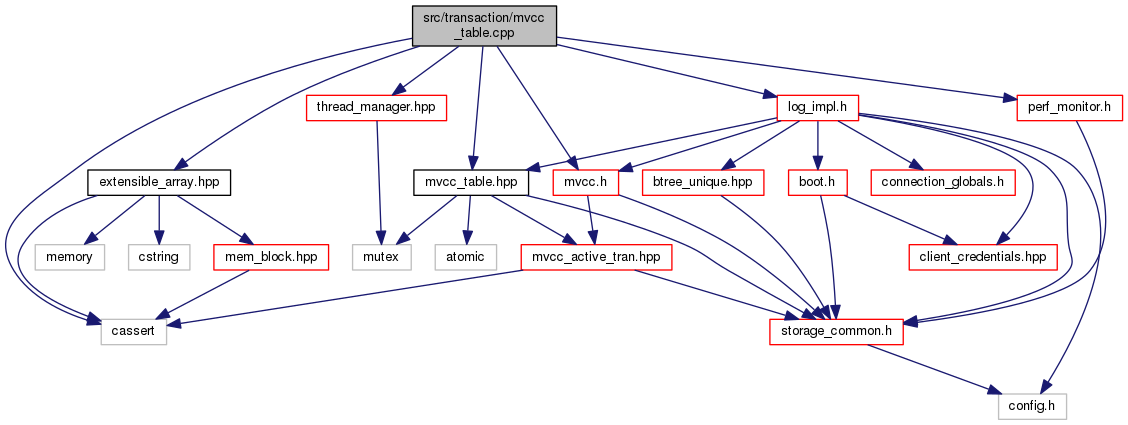 src/transaction/mvcc
_table.cpp
thread_manager.hpp
log_impl.h
perf_monitor.h
extensible_array.hpp
mvcc_table.hpp
mvcc.h
btree_unique.hpp
boot.h
connection_globals.h
memory
cstring
mem_block.hpp
mutex
atomic
mvcc_active_tran.hpp
client_credentials.hpp
cassert
storage_common.h
config.h